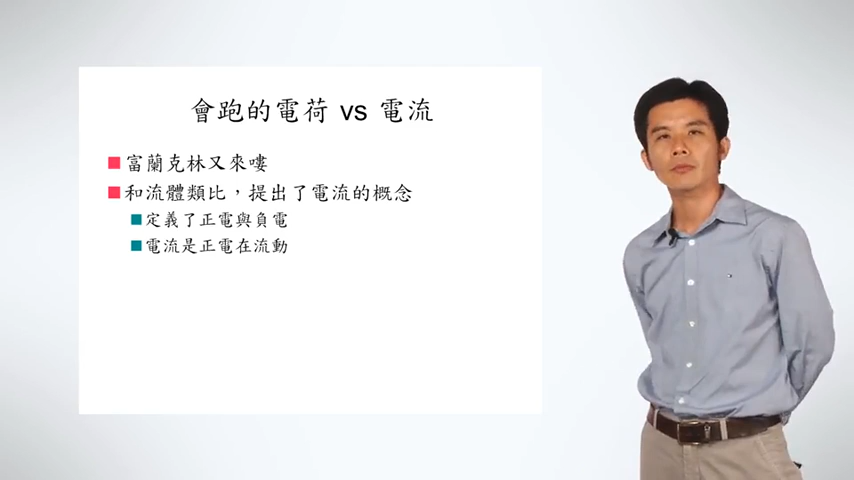 會跑的電荷 vs 電流
富蘭克林又來嘍
和流體類比，提出了電流的概念
定義了正電與負電
電流是正電在流動